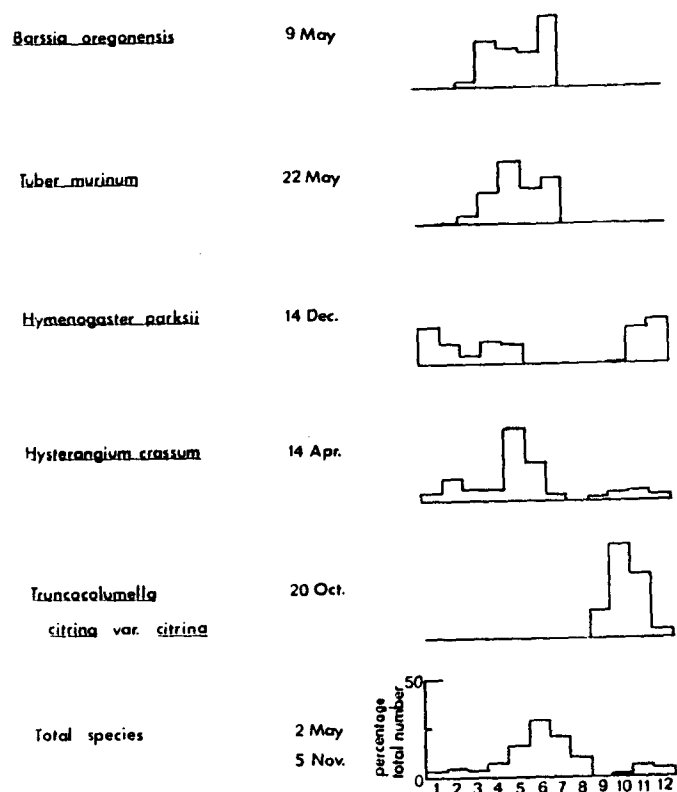 Barssia oregonensis 9 May
Tuber murinum 22 May
Hymenogaster parksii 14 Dec.
Hysterangium crassum 14 Apr.
Truncocolumella 20 Oct.
citrina var. citrina
Total species 2 May
5 Nov.
percentage
total number
50
0
1 2 3 4 5 6 7 8 9 10 11 12